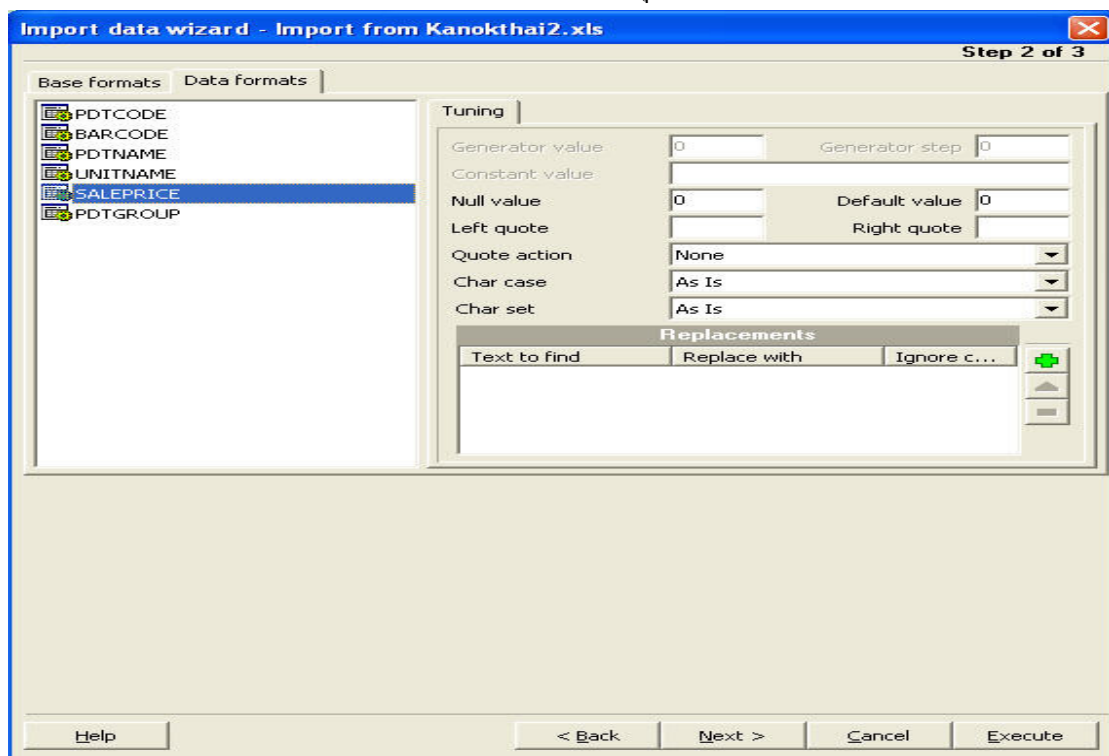 Import data wizard - Import from Kanokthai2.xls
Step 2 of 3
Base formats Data formats
PDTCODE
BARCODE
PDTNAME
UNITNAME
SALEPRICE
PDTGROUP
Tuning
Generator value 0 Generator step 0
Constant value
Null value 0 Default value 0
Left quote Right quote
Quote action None
Char case As Is
Char set As Is
Replacements
Text to find Replace with Ignore c...
Help < Back Next > Cancel Execute